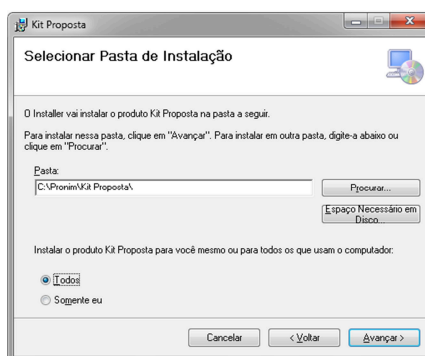 Kit Proposta
Selecionar Pasta de Instalação
O Installer vai instalar o produto Kit Proposta na pasta a seguir.
Para instalar nessa pasta, clique em "Avançar". Para instalar em outra pasta, digite-a abaixo ou
clique em "Procurar".
Pasta:
C:\Pronim\Kit Proposta\
Procurar...
Espaço Necessário em
Disco...
Instalar o produto Kit Proposta para você mesmo ou para todos os que usam o computador:
Todos
Somente eu
Cancelar
< Voltar
Avançar >